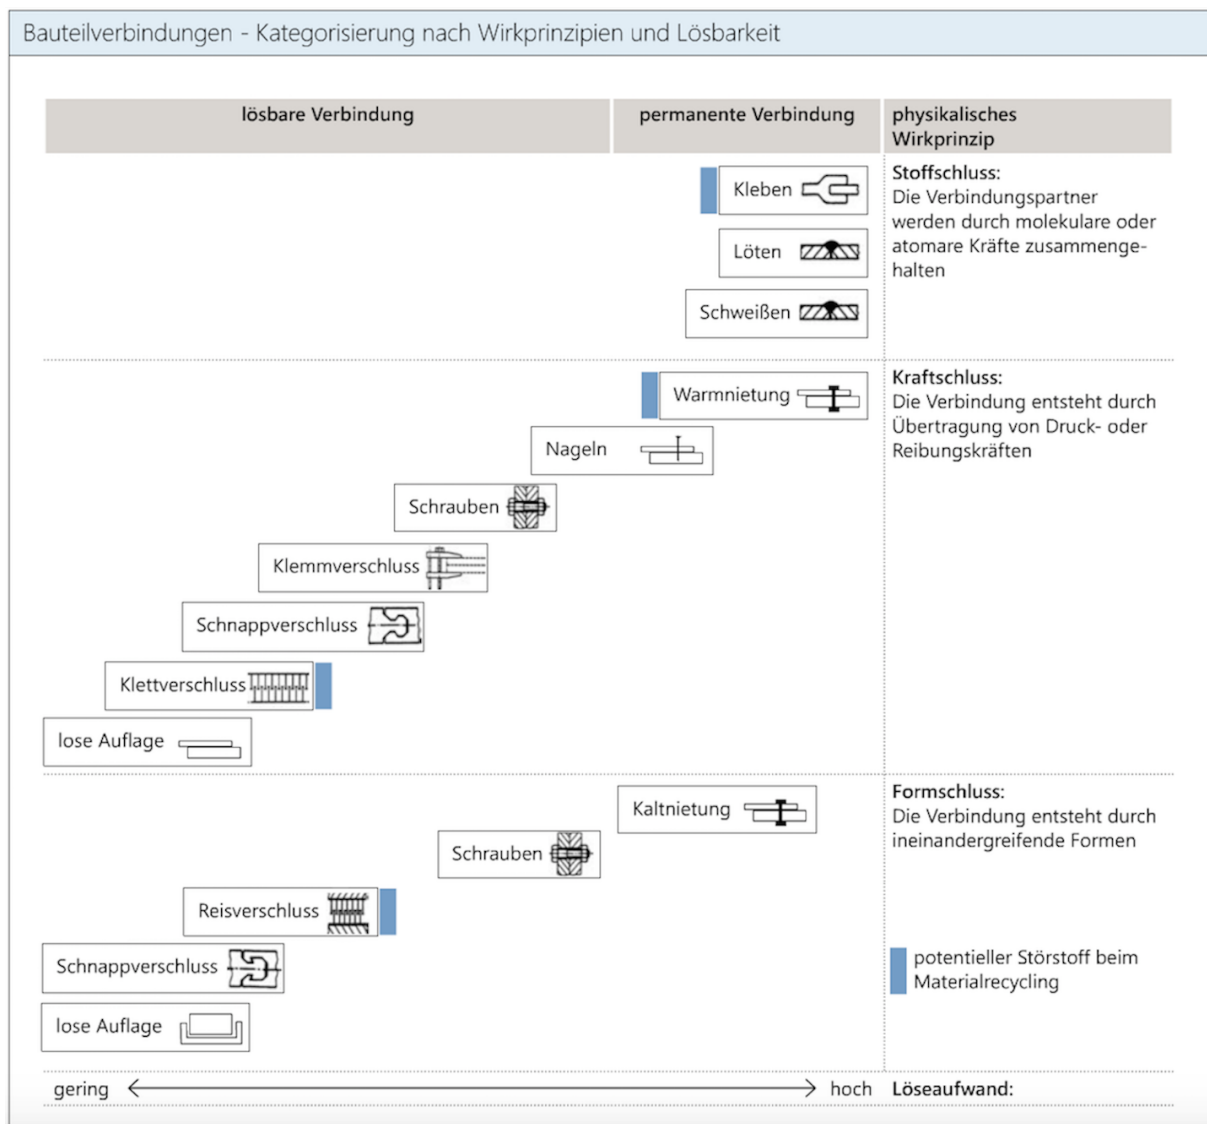 Bauteilverbindungen - Kategorisierung nach Wirkprinzipien und Lösbarkeit
lösbare Verbindung
permanente Verbindung
physikalisches
Wirkprinzip
Kleben
Löten
Schweißen
Stoffschluss:
Die Verbindungspartner
werden durch molekulare oder
atomare Kräfte zusammenge-
halten
Warmnietung
Nageln
Schrauben
Klemmverschluss
Schnappverschluss
Klettverschluss
lose Auflage
Kraftschluss:
Die Verbindung entsteht durch
Übertragung von Druck- oder
Reibungskräften
Kaltnietung
Schrauben
Reisverschluss
Schnappverschluss
lose Auflage
Formschluss:
Die Verbindung entsteht durch
ineinandergreifende Formen
potentieller Störstoff beim
Materialrecycling
gering
hoch
Löseaufwand: